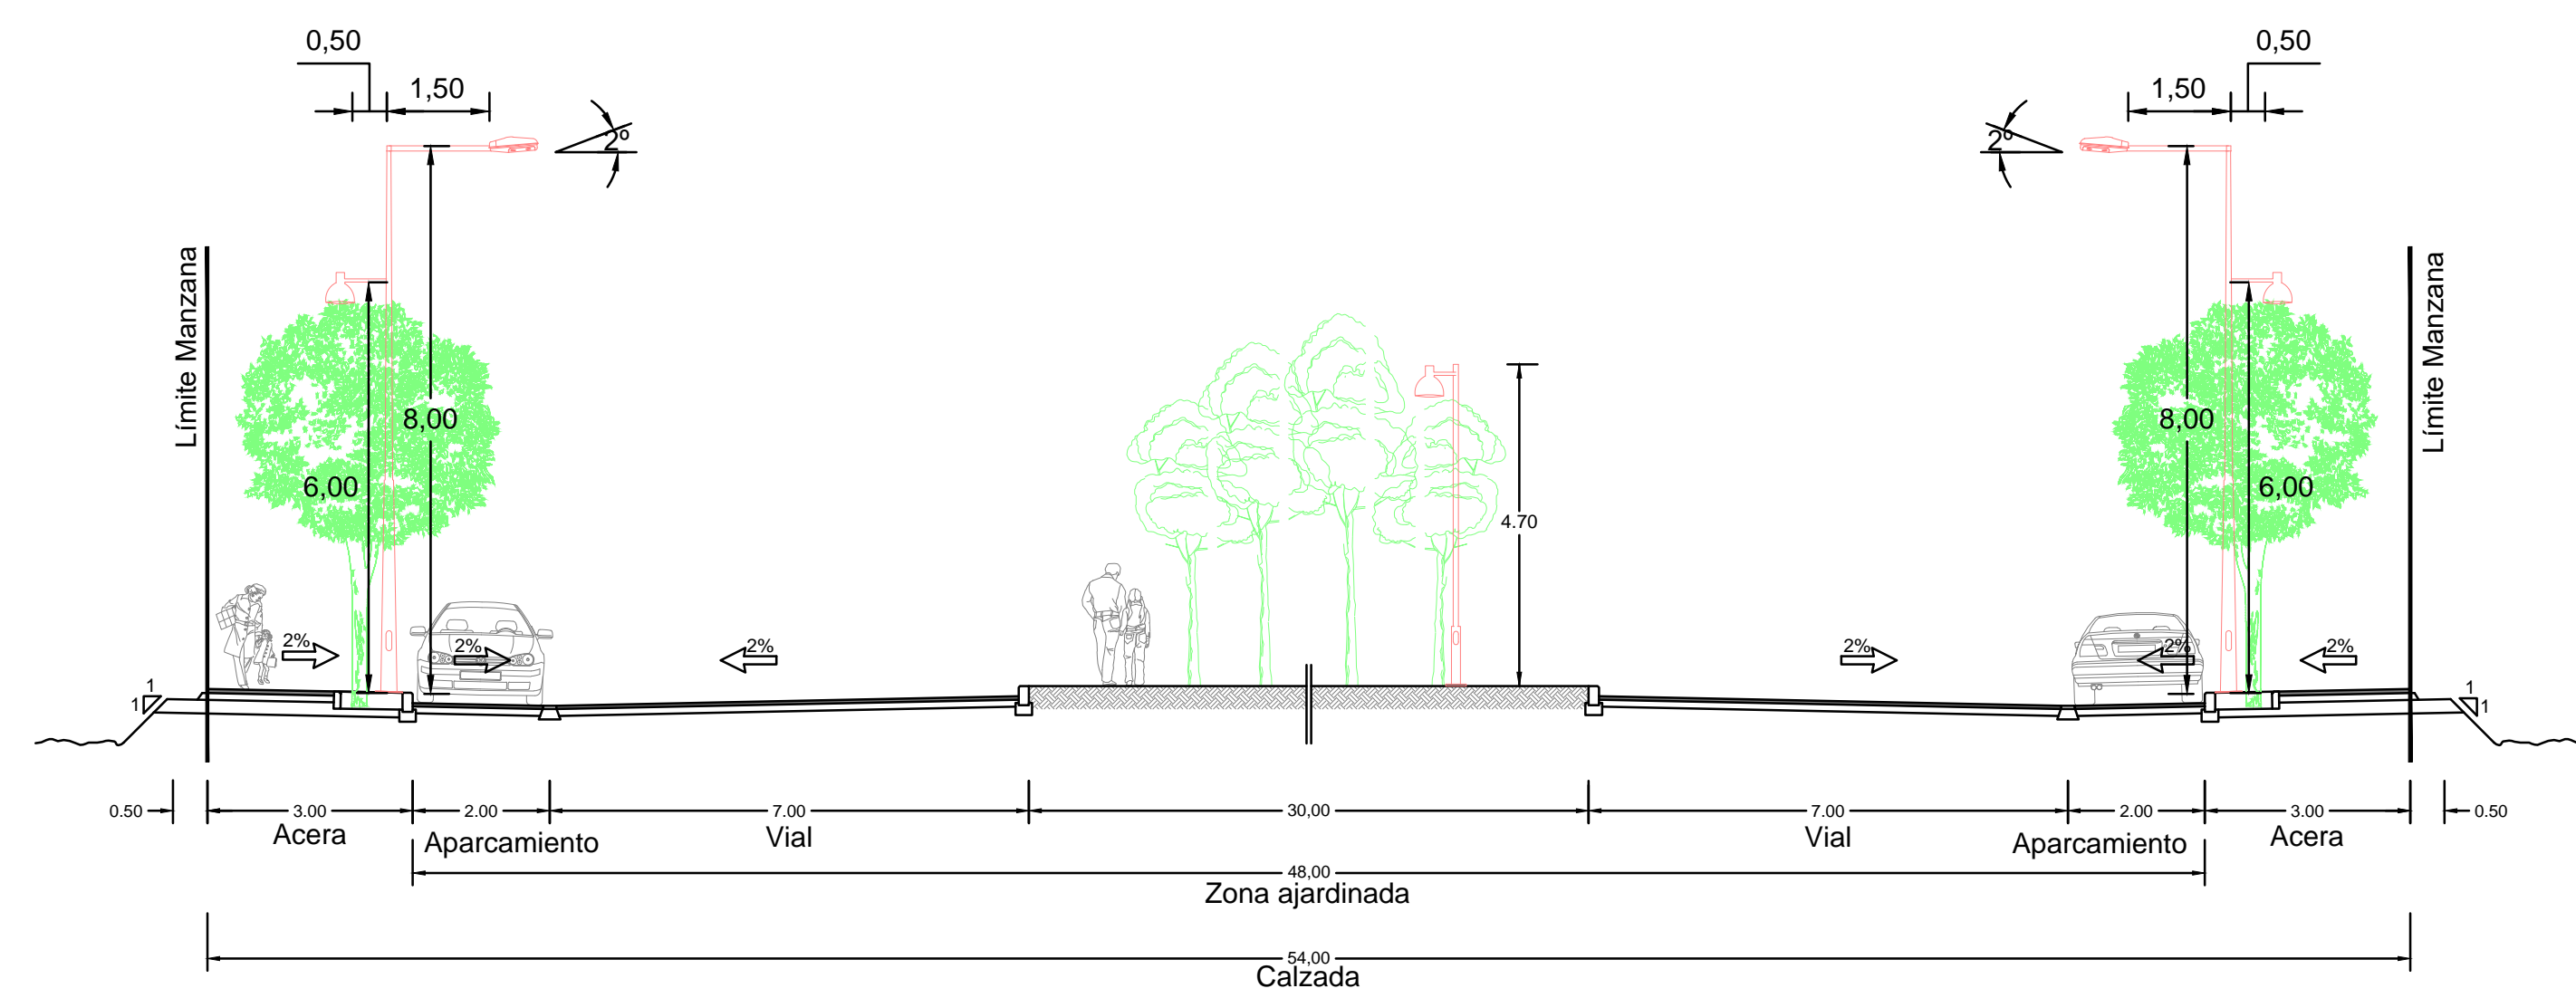 0,50
0,50
1,50
1,50
2º
2º
Límite Manzana
Límite Manzana
8,00
8,00
6,00
6,00
4.70
2%
2%
2%
2%
2%
2%
1
1
1
1
0.50
3.00
2.00
7.00
30,00
7.00
2.00
3.00
0.50
Acera
Aparcamiento
Vial
Vial
Aparcamiento
Acera
48,00
Zona ajardinada
54,00
Calzada